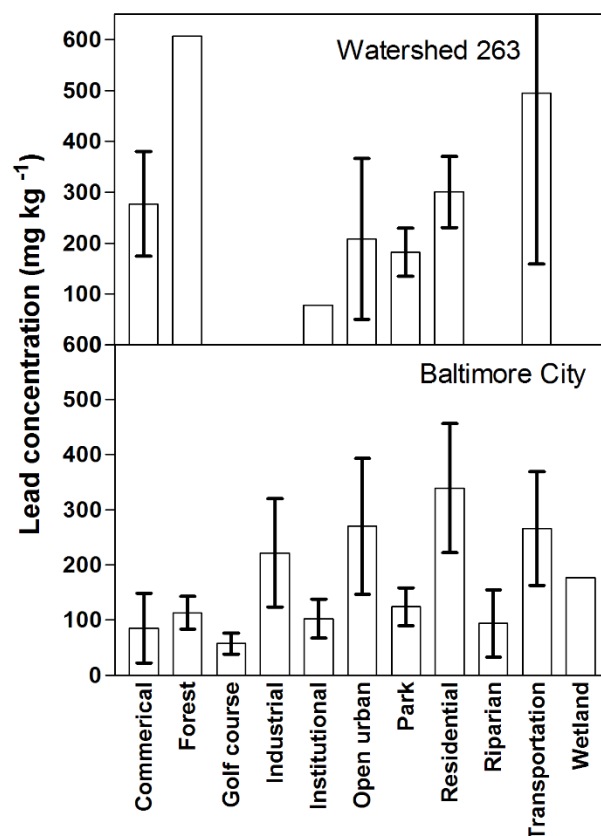 Lead concentration (mg kg -1)
Watershed 263
600
500
400
300
200
100
600
Baltimore City
500
400
300
200
100
0
Commerical
Forest
Golf course
Industrial
Institutional
Open urban
Park
Residential
Riparian
Transportation
Wetland